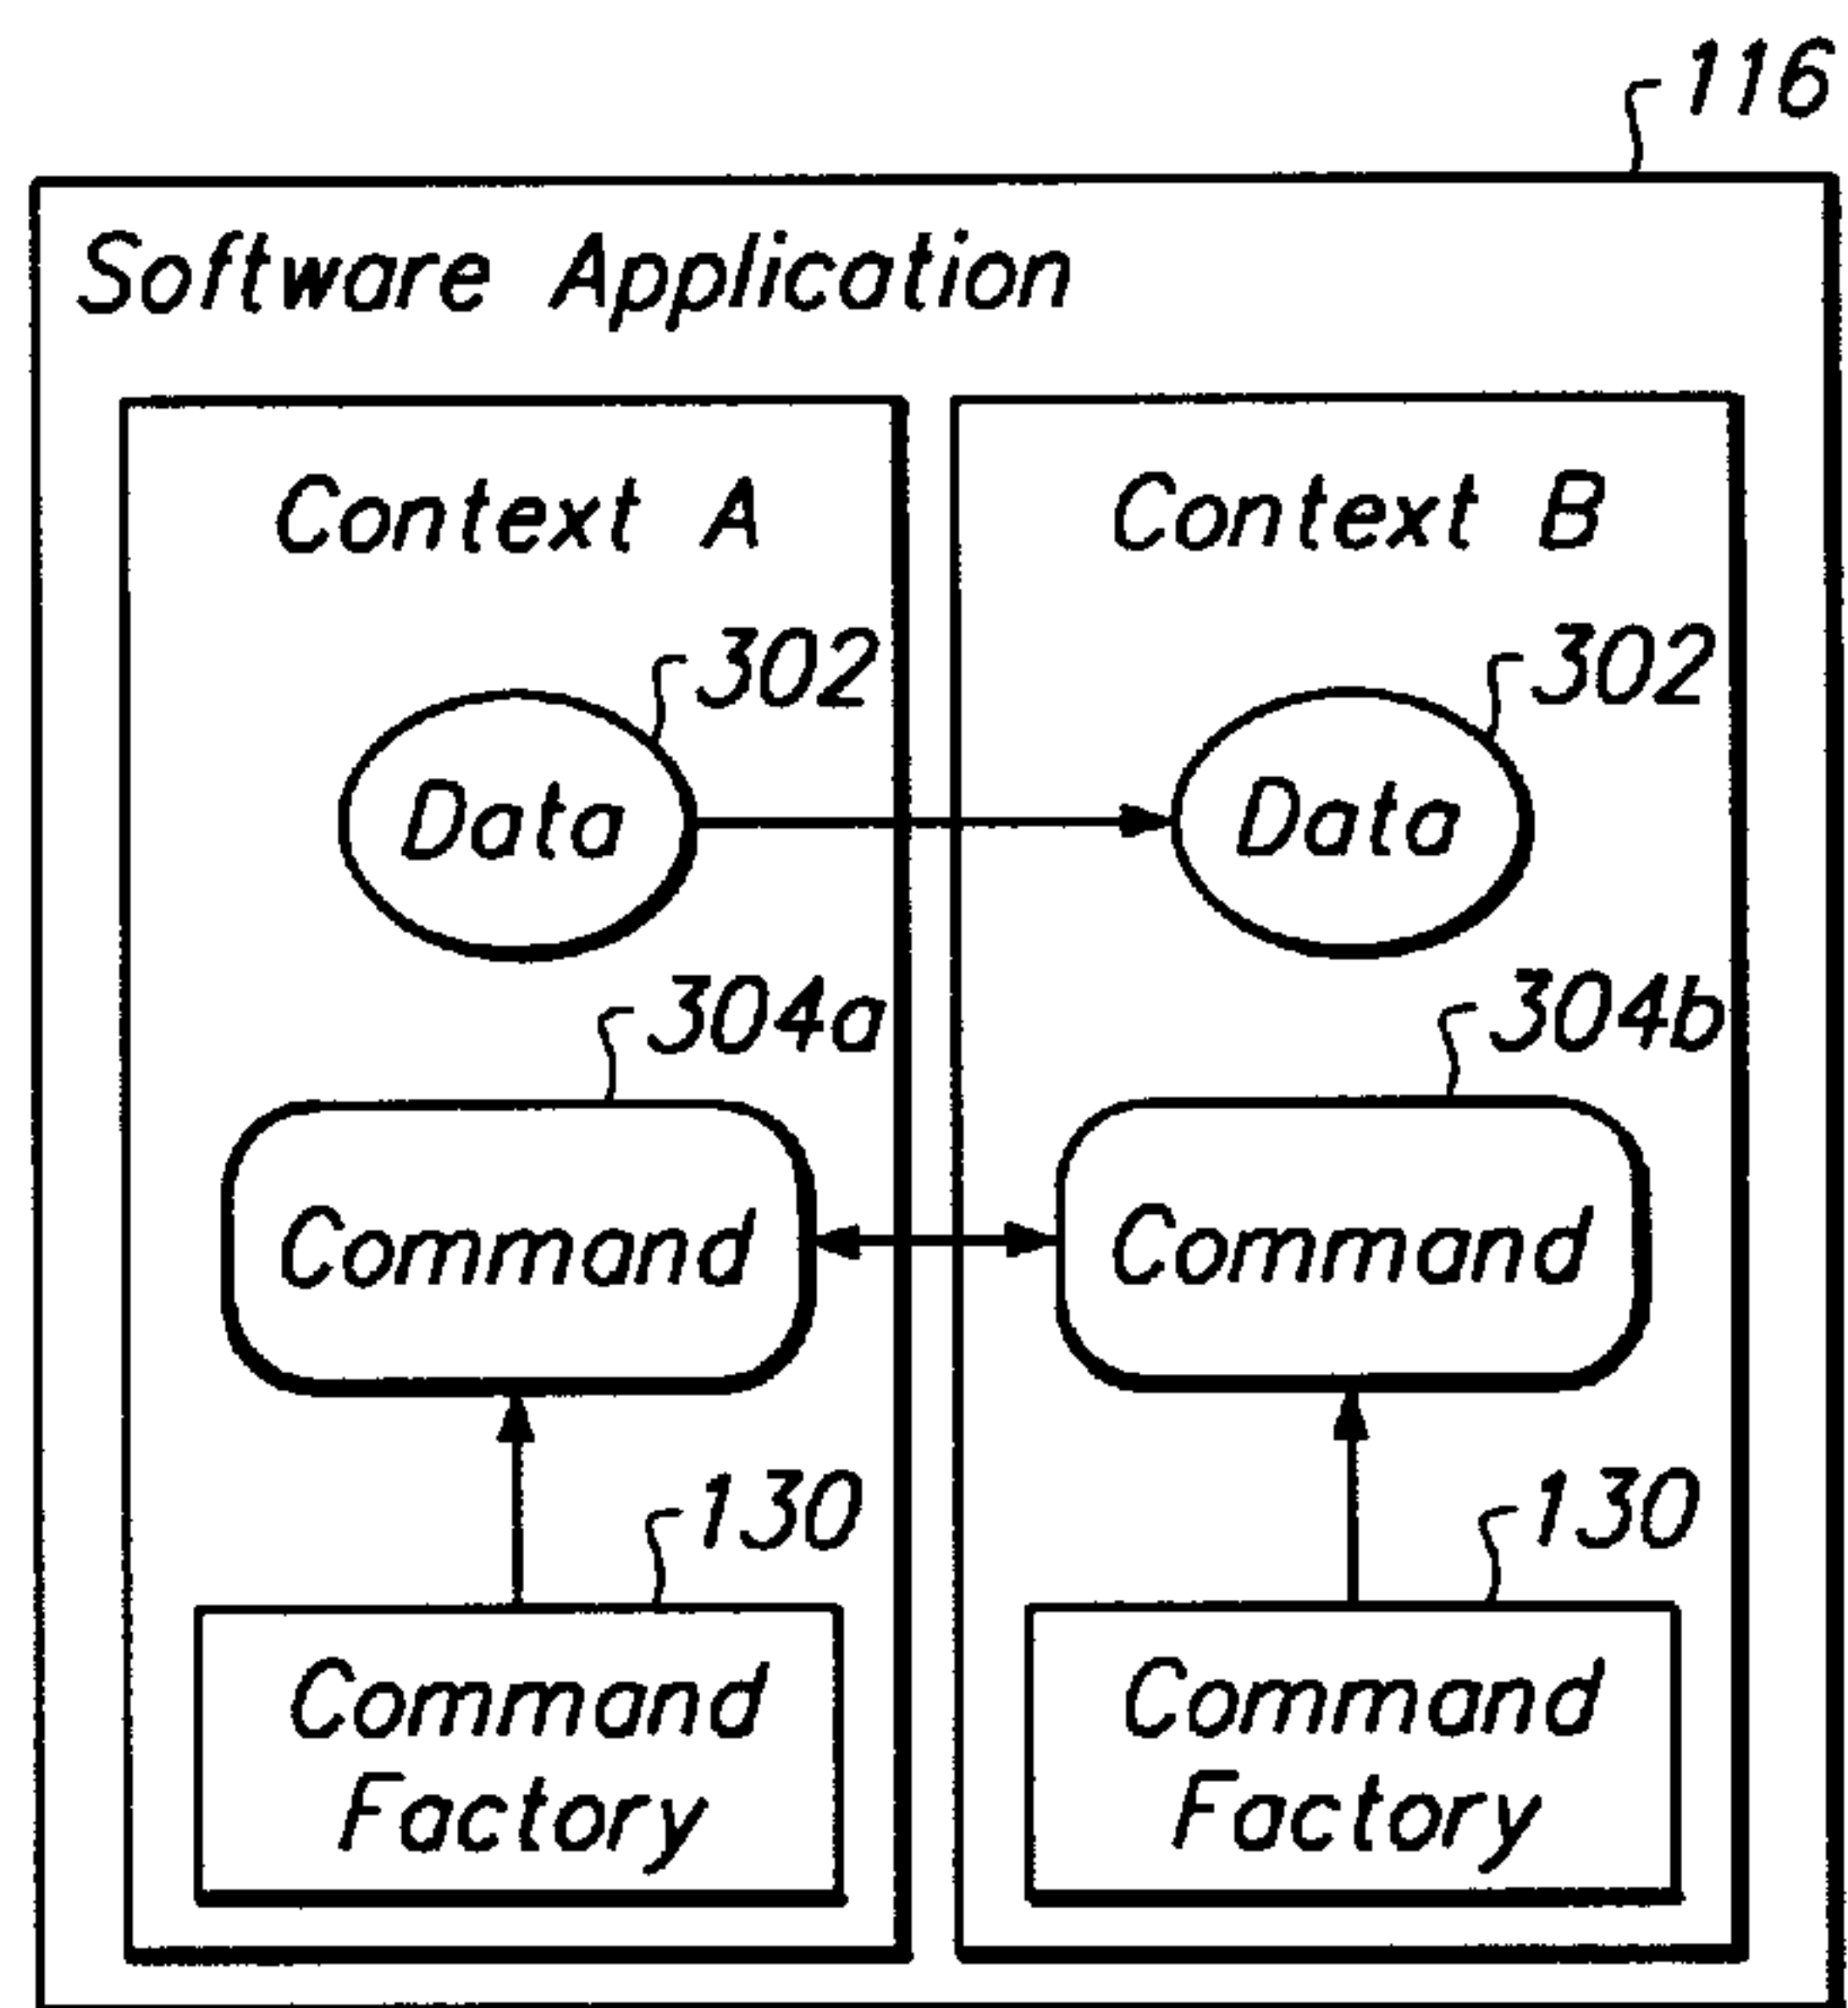 116
Software Application
Context A
Context B
302
302
Data
Data
304a
304b
Command
Command
130
130
Command
Factory
Command
Factory